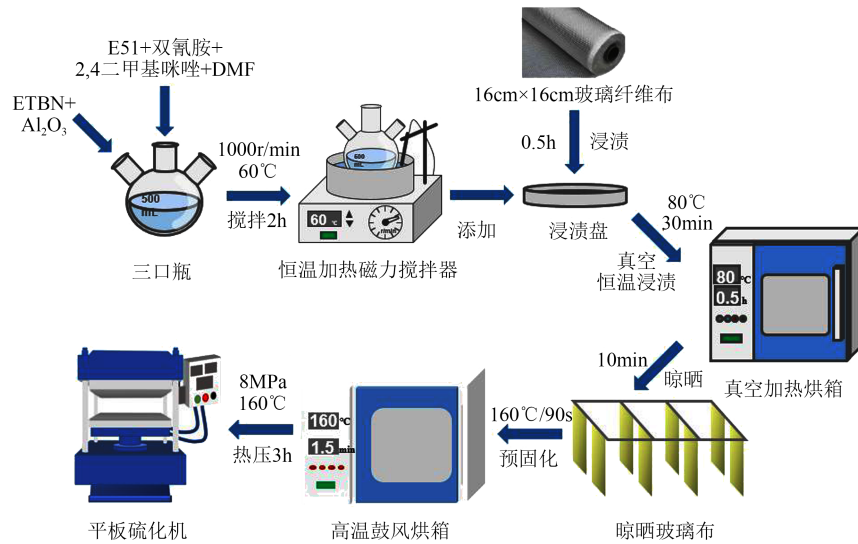 E51+双氰胺+
2,4二甲基咪唑+DMF
ETBN+
Al₂O₃
500
mL
三口瓶
1000r/min
60℃
搅拌2h
600
mL
60℃
r/min
恒温加热磁力搅拌器
添加
16cm×16cm玻璃纤维布
0.5h 浸渍
浸渍盘
80℃
30min
真空
恒温浸渍
80℃
0.5h
真空加热烘箱
10min
晾晒
晾晒玻璃布
160℃/90s
预固化
160℃
1.5min
高温鼓风烘箱
8MPa
160℃
热压3h
平板硫化机